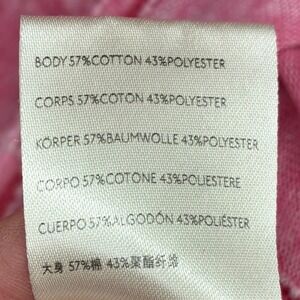 BODY 57%COTTON 43%POLYESTER
CORPS 57%COTON 43%POLYESTER
KÖRPER 57%BAUMWOLLE 43%POLYESTER
CORPO 57%COTONE 43%POLIESTERE
CUERPO 57%ALGODÓN 43%POLIÉSTER
大身 57%棉 43%聚酯纤维